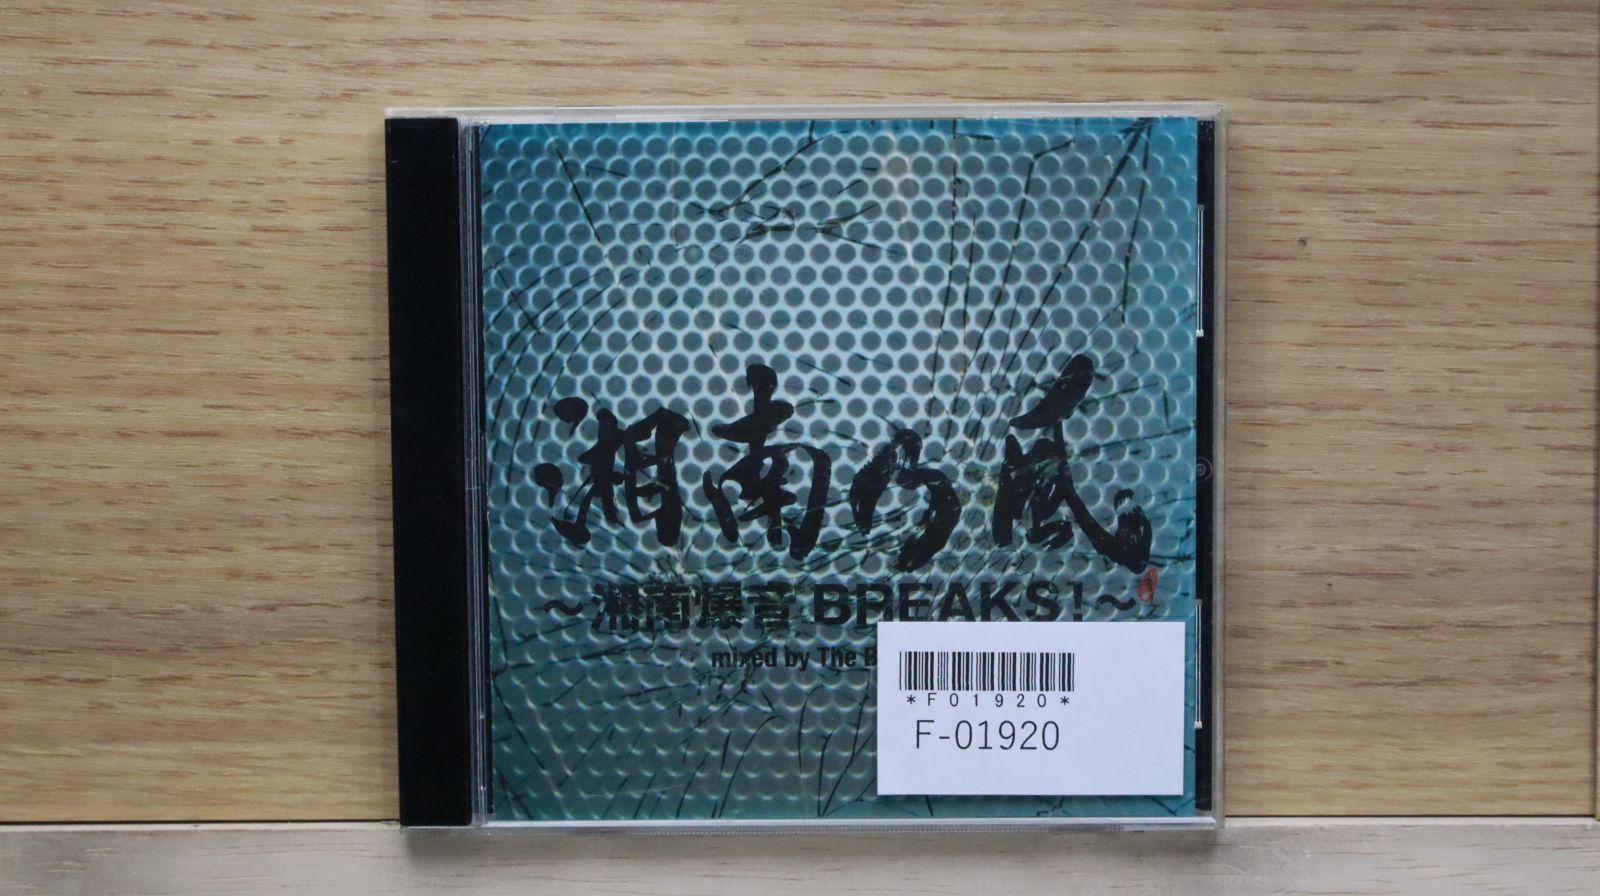 湘南乃風
～湘南爆音 BREAKS!～
mixed by The B
*F01920*
F-01920